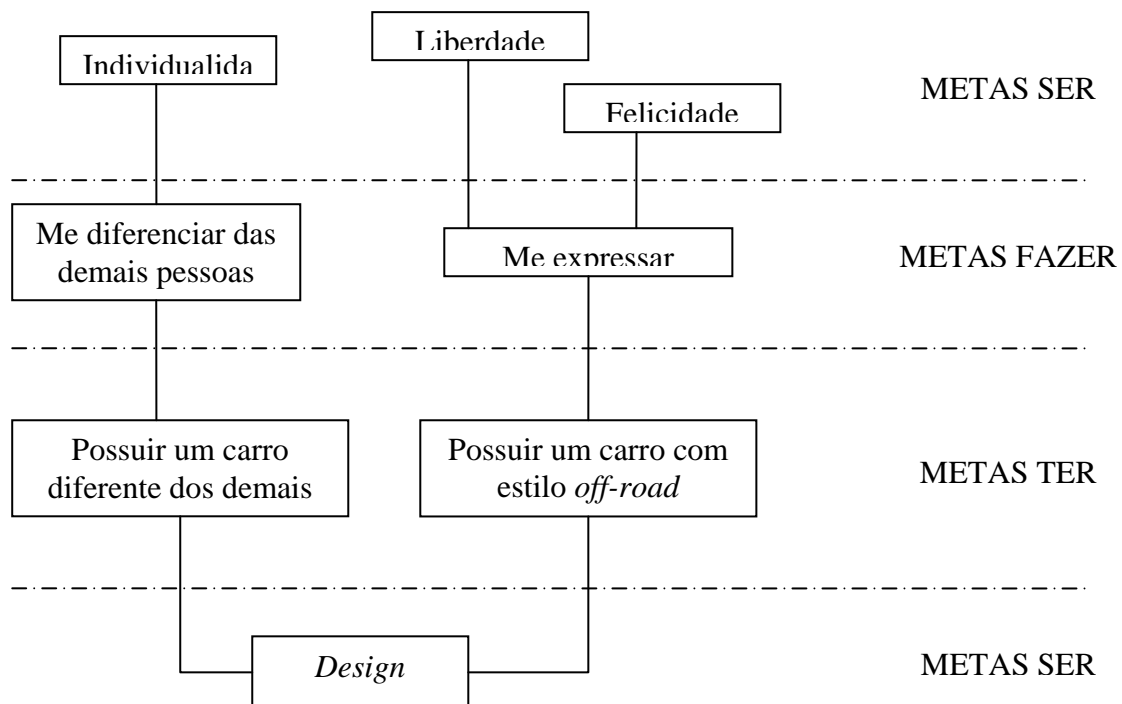 Liberdade
Individualida
METAS SER
Felicidade
Me diferenciar das
demais pessoas
Me expressar
METAS FAZER
Possuir um carro
diferente dos demais
Possuir um carro com
estilo off-road
METAS TER
Design
METAS SER